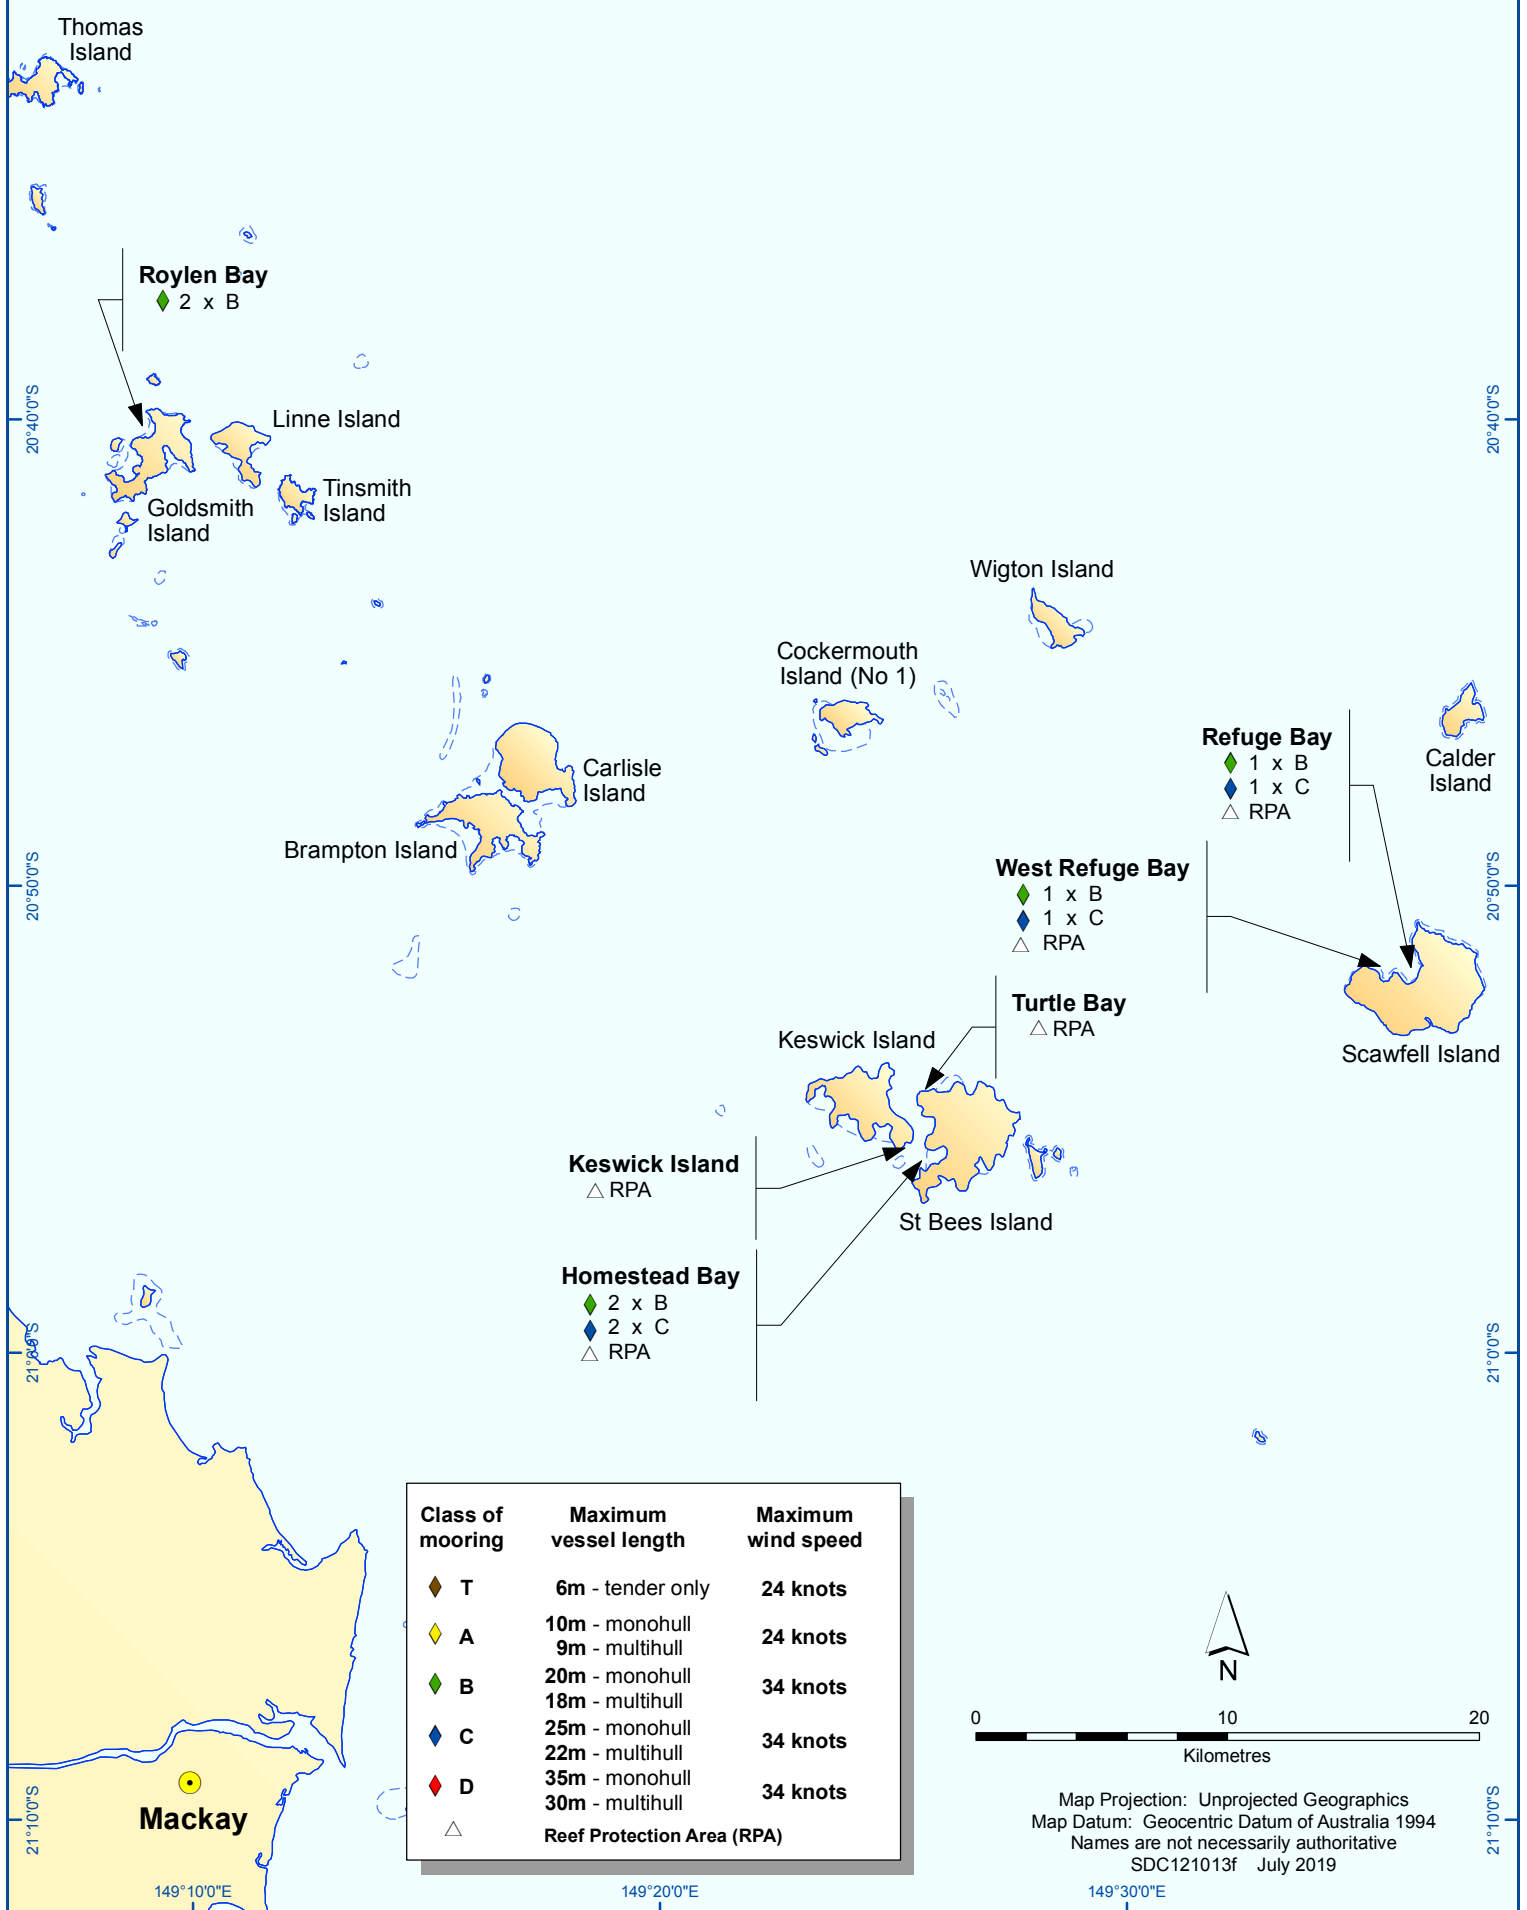 Thomas
Island
Roylen Bay
2 x B
20°40'0"S
20°40'0"S
Linne Island
Tinsmith
Island
Goldsmith
Island
Wigton Island
Cockermouth
Island (No 1)
Refuge Bay
1 x B
1 x C
RPA
Calder
Island
Carlisle
Island
Brampton Island
West Refuge Bay
1 x B
1 x C
RPA
20°50'0"S
20°50'0"S
Turtle Bay
RPA
Keswick Island
Scawfell Island
Keswick Island
RPA
St Bees Island
Homestead Bay
2 x B
2 x C
RPA
21°0'0"S
21°0'0"S
Class of
mooring
Maximum
vessel length
Maximum
wind speed
T 6m - tender only 24 knots
A 10m - monohull 24 knots
9m - multihull
B 20m - monohull 34 knots
18m - multihull
C 25m - monohull 34 knots
22m - multihull
D 35m - monohull 34 knots
30m - multihull
Reef Protection Area (RPA)
N
0 10 20
Kilometres
Mackay
Map Projection: Unprojected Geographics
Map Datum: Geocentric Datum of Australia 1994
Names are not necessarily authoritative
SDC121013f July 2019
21°10'0"S
21°10'0"S
149°10'0"E
149°20'0"E
149°30'0"E